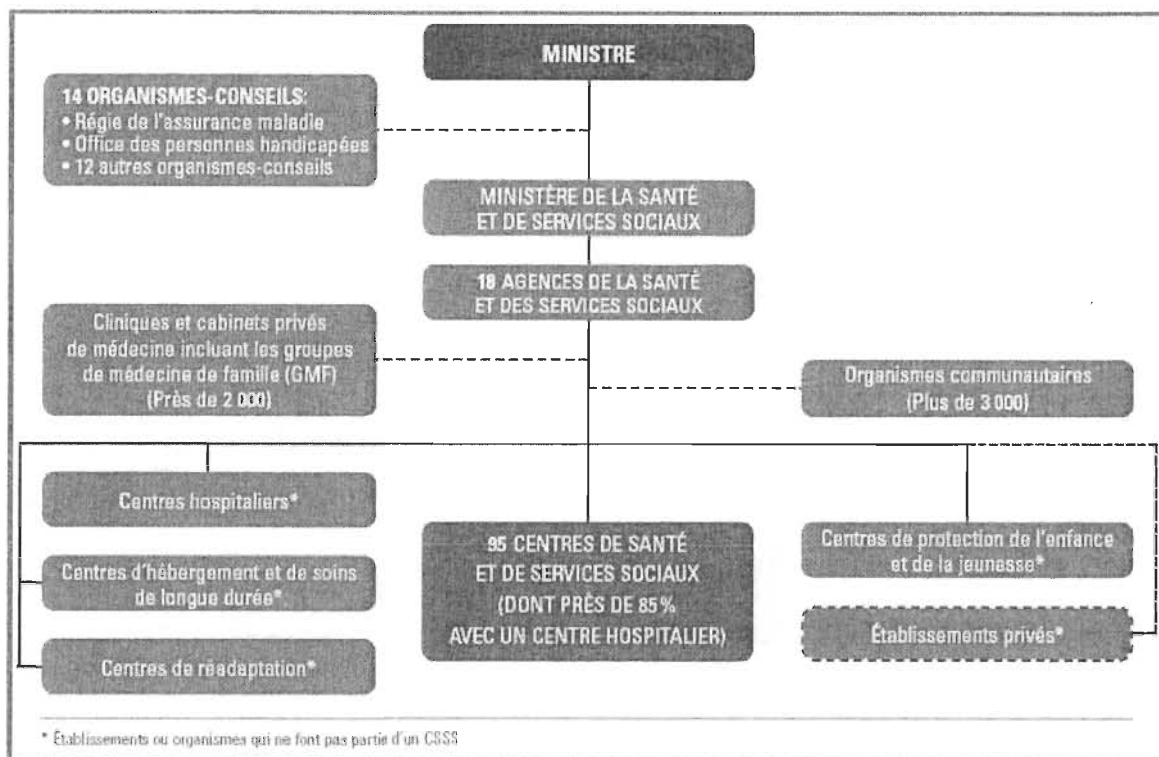 MINISTRE
14 ORGANISMES-CONSEILS:
• Régie de l'assurance maladie
• Office des personnes handicapées
• 12 autres organismes-conseils
MINISTÈRE DE LA SANTÉ
ET DE SERVICES SOCIAUX
18 AGENCES DE LA SANTÉ
ET DES SERVICES SOCIAUX
Cliniques et cabinets privés
de médecine incluant les groupes
de médecine de famille (GMF)
(Près de 2 000)
Organismes communautaires
(Plus de 3 000)
Centres hospitaliers*
Centres d'hébergement et de soins
de longue durée*
Centres de réadaptation*
95 CENTRES DE SANTÉ
ET DE SERVICES SOCIAUX
(DONT PRÈS DE 85%
AVEC UN CENTRE HOSPITALIER)
Centres de protection de l'enfance
et de la jeunesse*
Établissements privés*
* Établissements ou organismes qui ne font pas partie d'un CSSS